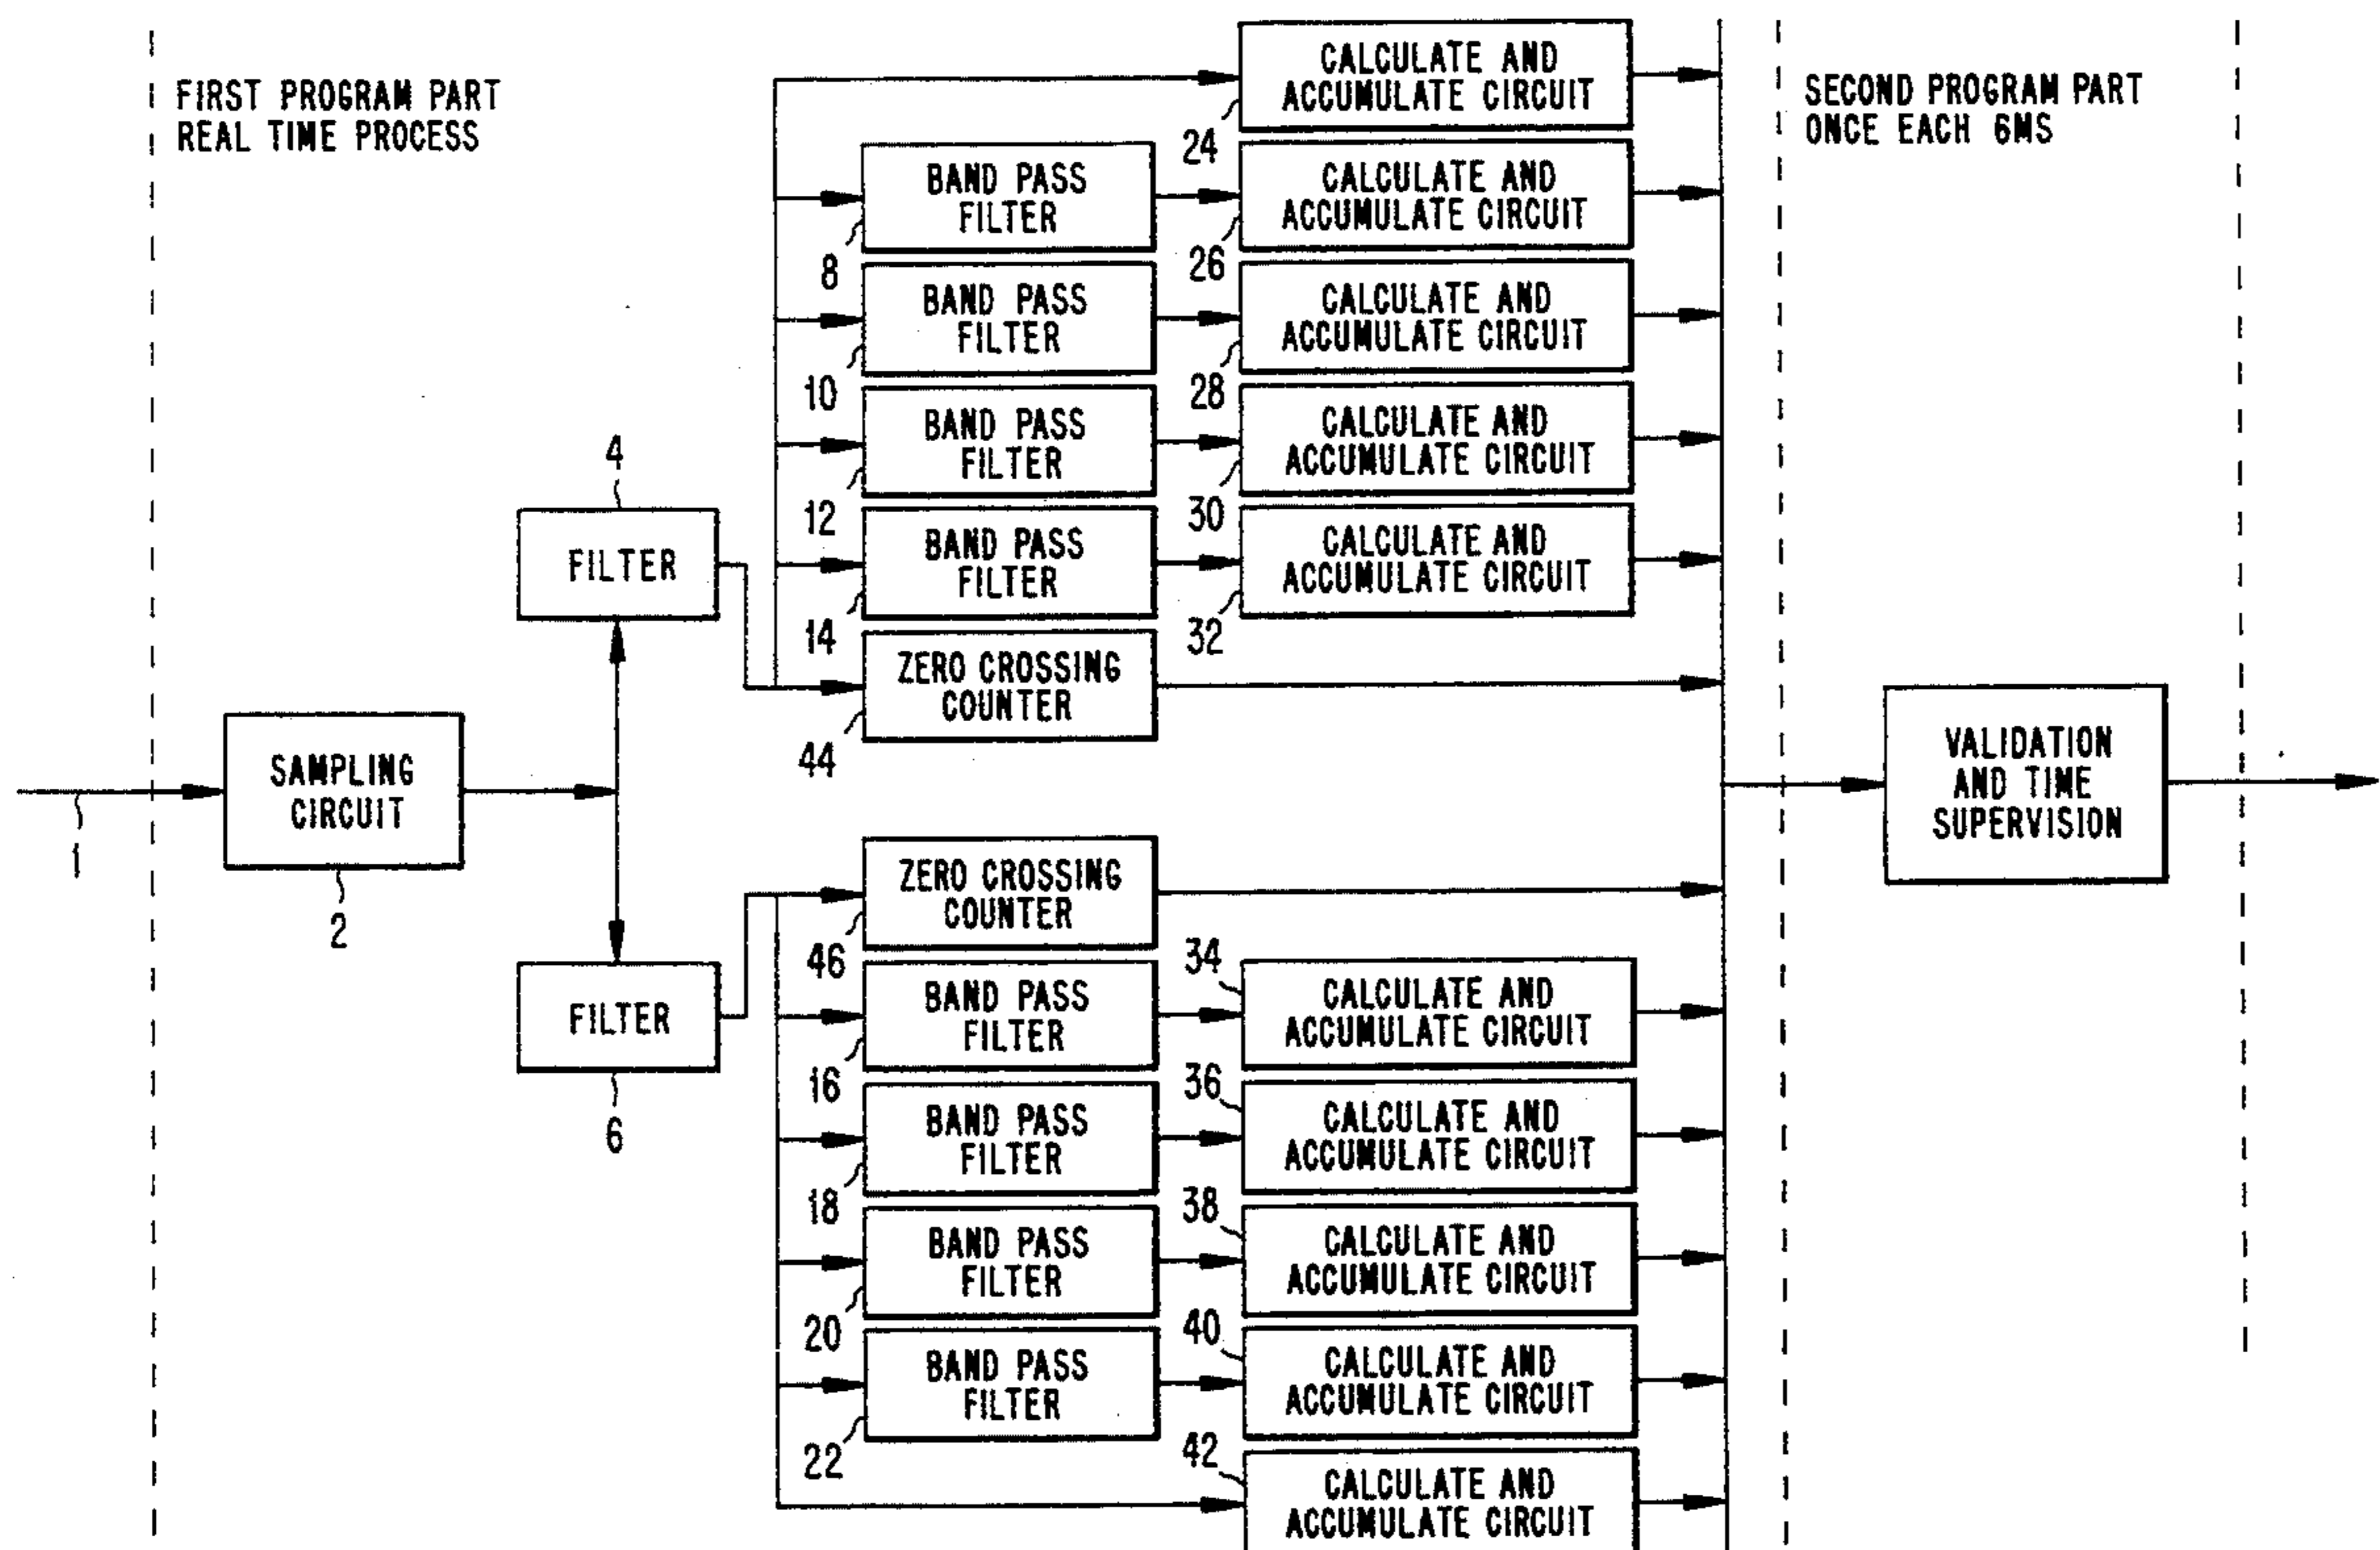 FIRST PROGRAM PART
REAL TIME PROCESS
SECOND PROGRAM PART
ONCE EACH 6MS
CALCULATE AND
ACCUMULATE CIRCUIT
24
BAND PASS
FILTER
8
CALCULATE AND
ACCUMULATE CIRCUIT
26
BAND PASS
FILTER
10
CALCULATE AND
ACCUMULATE CIRCUIT
28
BAND PASS
FILTER
12
CALCULATE AND
ACCUMULATE CIRCUIT
30
4
FILTER
BAND PASS
FILTER
14
CALCULATE AND
ACCUMULATE CIRCUIT
32
ZERO CROSSING
COUNTER
44
1
SAMPLING
CIRCUIT
2
VALIDATION
AND TIME
SUPERVISION
ZERO CROSSING
COUNTER
46
FILTER
6
BAND PASS
FILTER
16
34
CALCULATE AND
ACCUMULATE CIRCUIT
BAND PASS
FILTER
18
36
CALCULATE AND
ACCUMULATE CIRCUIT
BAND PASS
FILTER
20
38
CALCULATE AND
ACCUMULATE CIRCUIT
BAND PASS
FILTER
22
40
CALCULATE AND
ACCUMULATE CIRCUIT
42
CALCULATE AND
ACCUMULATE CIRCUIT